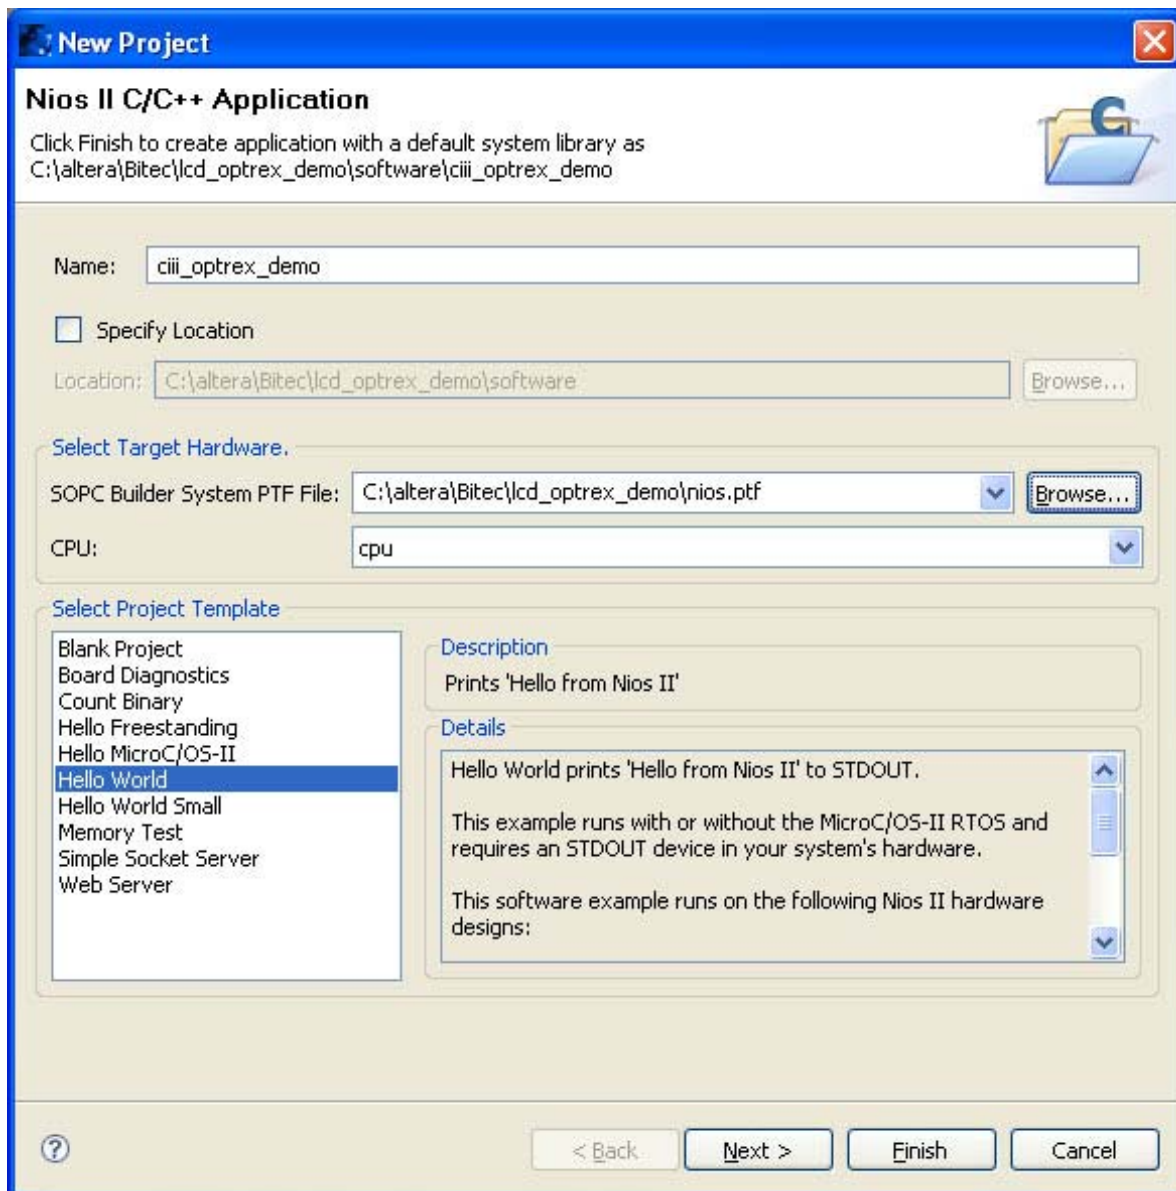 New Project
Nios II C/C++ Application
Click Finish to create application with a default system library as
C:\altera\Bitec\lcd_optrex_demo\software\ciii_optrex_demo
Name: ciii_optrex_demo
Specify Location
Location: C:\altera\Bitec\lcd_optrex_demo\software Browse...
Select Target Hardware.
SOPC Builder System PTF File: C:\altera\Bitec\lcd_optrex_demo\nios.ptf Browse...
CPU: cpu
Select Project Template
Blank Project
Board Diagnostics
Count Binary
Hello Freestanding
Hello MicroC/OS-II
Hello World
Hello World Small
Memory Test
Simple Socket Server
Web Server
Description
Prints 'Hello from Nios II'
Details
Hello World prints 'Hello from Nios II' to STDOUT.
This example runs with or without the MicroC/OS-II RTOS and
requires an STDOUT device in your system's hardware.
This software example runs on the following Nios II hardware
designs:
? < Back Next > Finish Cancel